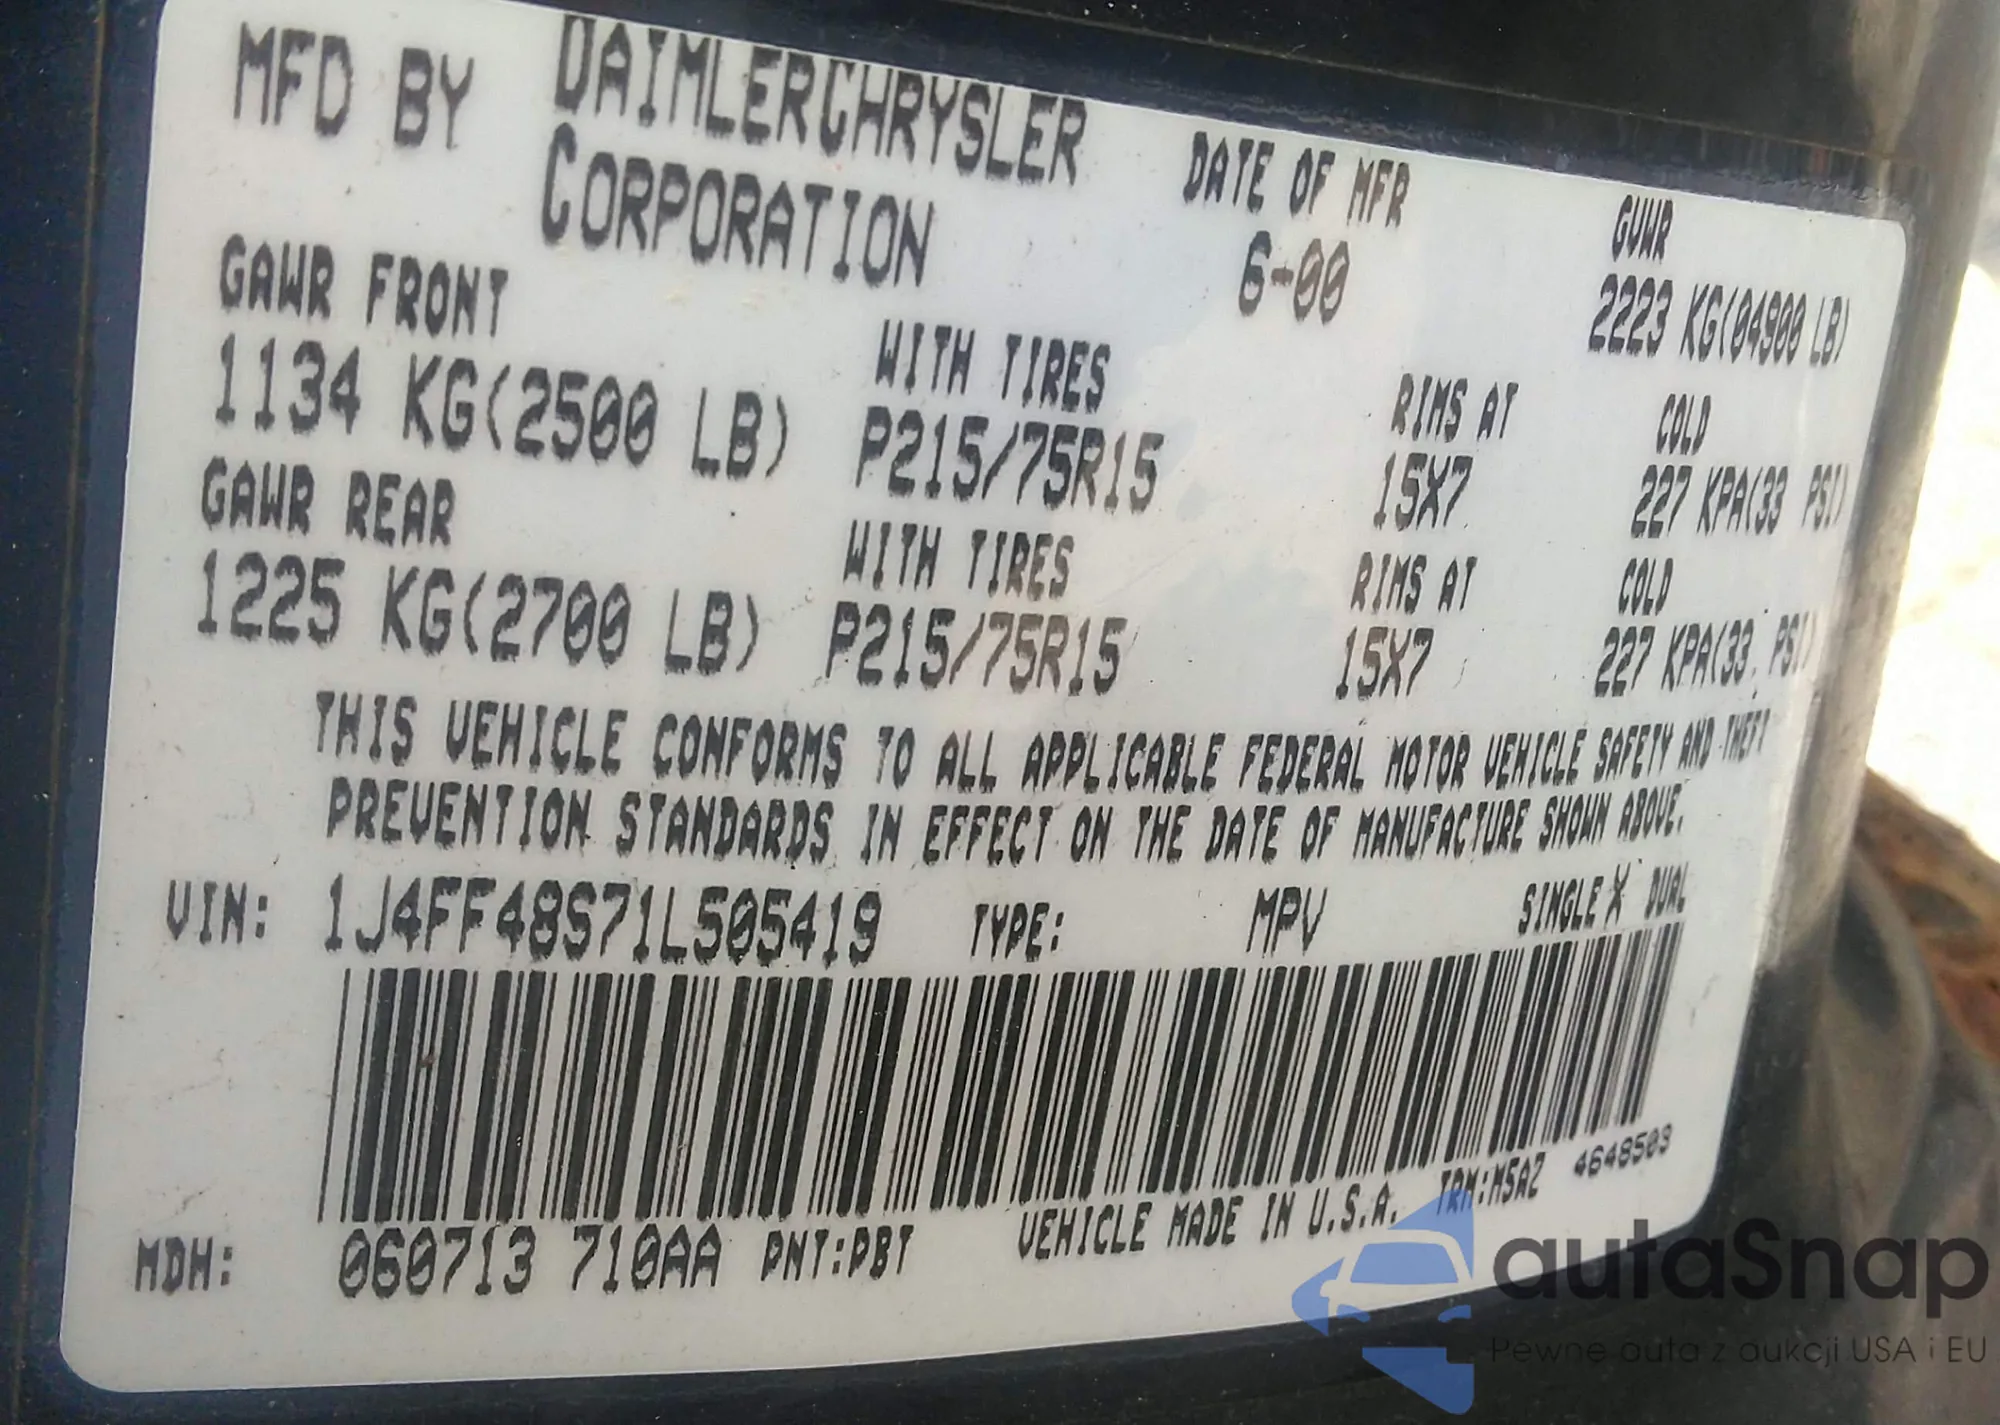 MFD BY DAIMLERCHRYSLER CORPORATION DATE OF MFR 6-00 GVWR 2223 KG(04900 LB)
GAWR FRONT WITH TIRES RIMS AT COLD
1134 KG(2500 LB) P215/75R15 15X7 227 KPA(33 PSI)
GAWR REAR WITH TIRES RIMS AT COLD
1225 KG(2700 LB) P215/75R15 15X7 227 KPA(33 PSI)
THIS VEHICLE CONFORMS TO ALL APPLICABLE FEDERAL MOTOR VEHICLE SAFETY AND THEFT
PREVENTION STANDARDS IN EFFECT ON THE DATE OF MANUFACTURE SHOWN ABOVE.
VIN: 1J4FF48S71L505419 TYPE: MPV SINGLE X DUAL
MDH: 060713 710AA PNT:PBT VEHICLE MADE IN U.S.A. TRM:M5AZ 4648503
autaSnap
Pewne auta z aukcji USA i EU